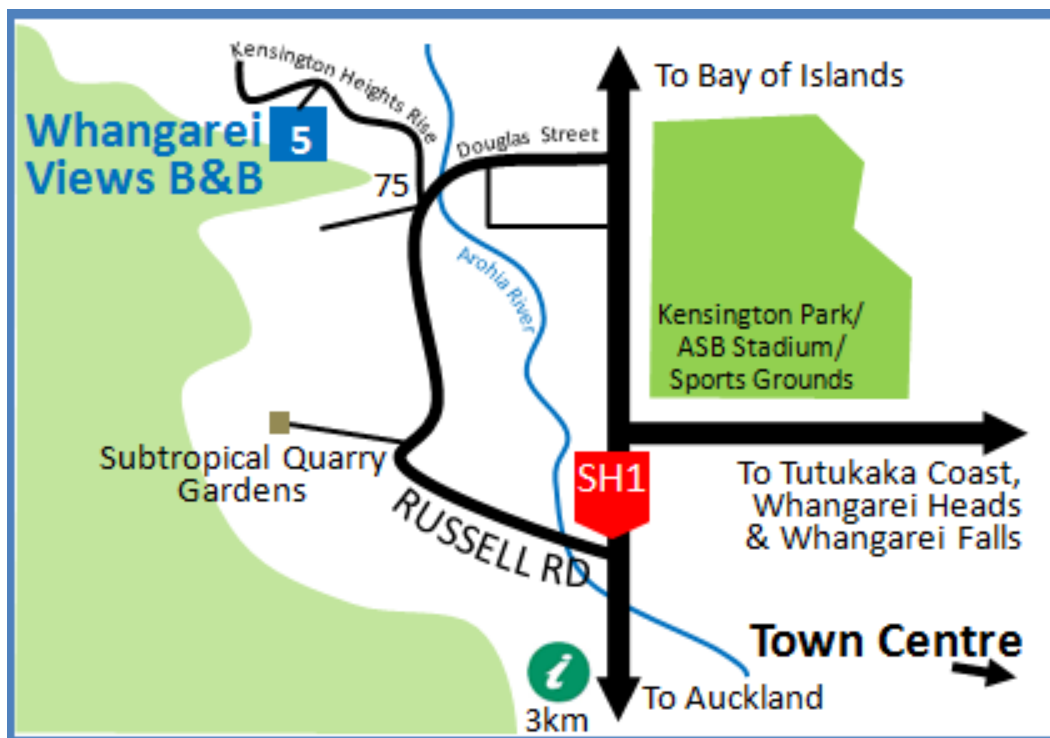 Kensington Heights Rise
To Bay of Islands
Whangarei
Views B&B
5
Douglas Street
75
Arohia River
Kensington Park/
ASB Stadium/
Sports Grounds
Subtropical Quarry
Gardens
SH1
To Tutukaka Coast,
Whangarei Heads
& Whangarei Falls
RUSSELL RD
Town Centre
i
3km
To Auckland